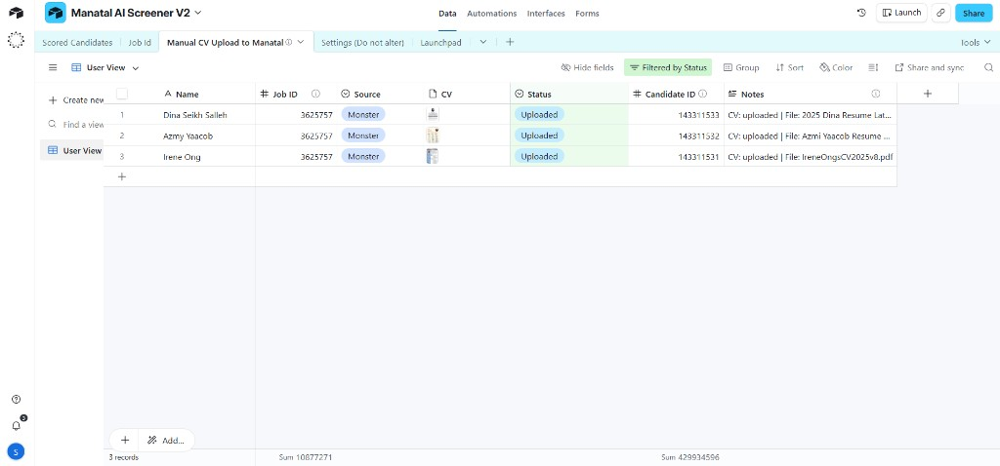 Manatal AI Screener V2
Data Automations Interfaces Forms
Launch
Share
Scored Candidates Job Id Manual CV Upload to Manatal Settings (Do not alter) Launchpad Tools
User View Hide fields Filtered by Status Group Sort Color Share and sync
Create new
Find a view
User View
Name Job ID Source CV Status Candidate ID Notes
1 Dina Seikh Salleh 3625757 Monster Uploaded 143311533 CV: uploaded | File: 2025 Dina Resume Lat...
2 Azmy Yaacob 3625757 Monster Uploaded 143311532 CV: uploaded | File: Azmi Yaacob Resume ...
3 Irene Ong 3625757 Monster Uploaded 143311531 CV: uploaded | File: IreneOngsCV2025v8.pdf
Add...
3 records Sum 10877271 Sum 429934596
S